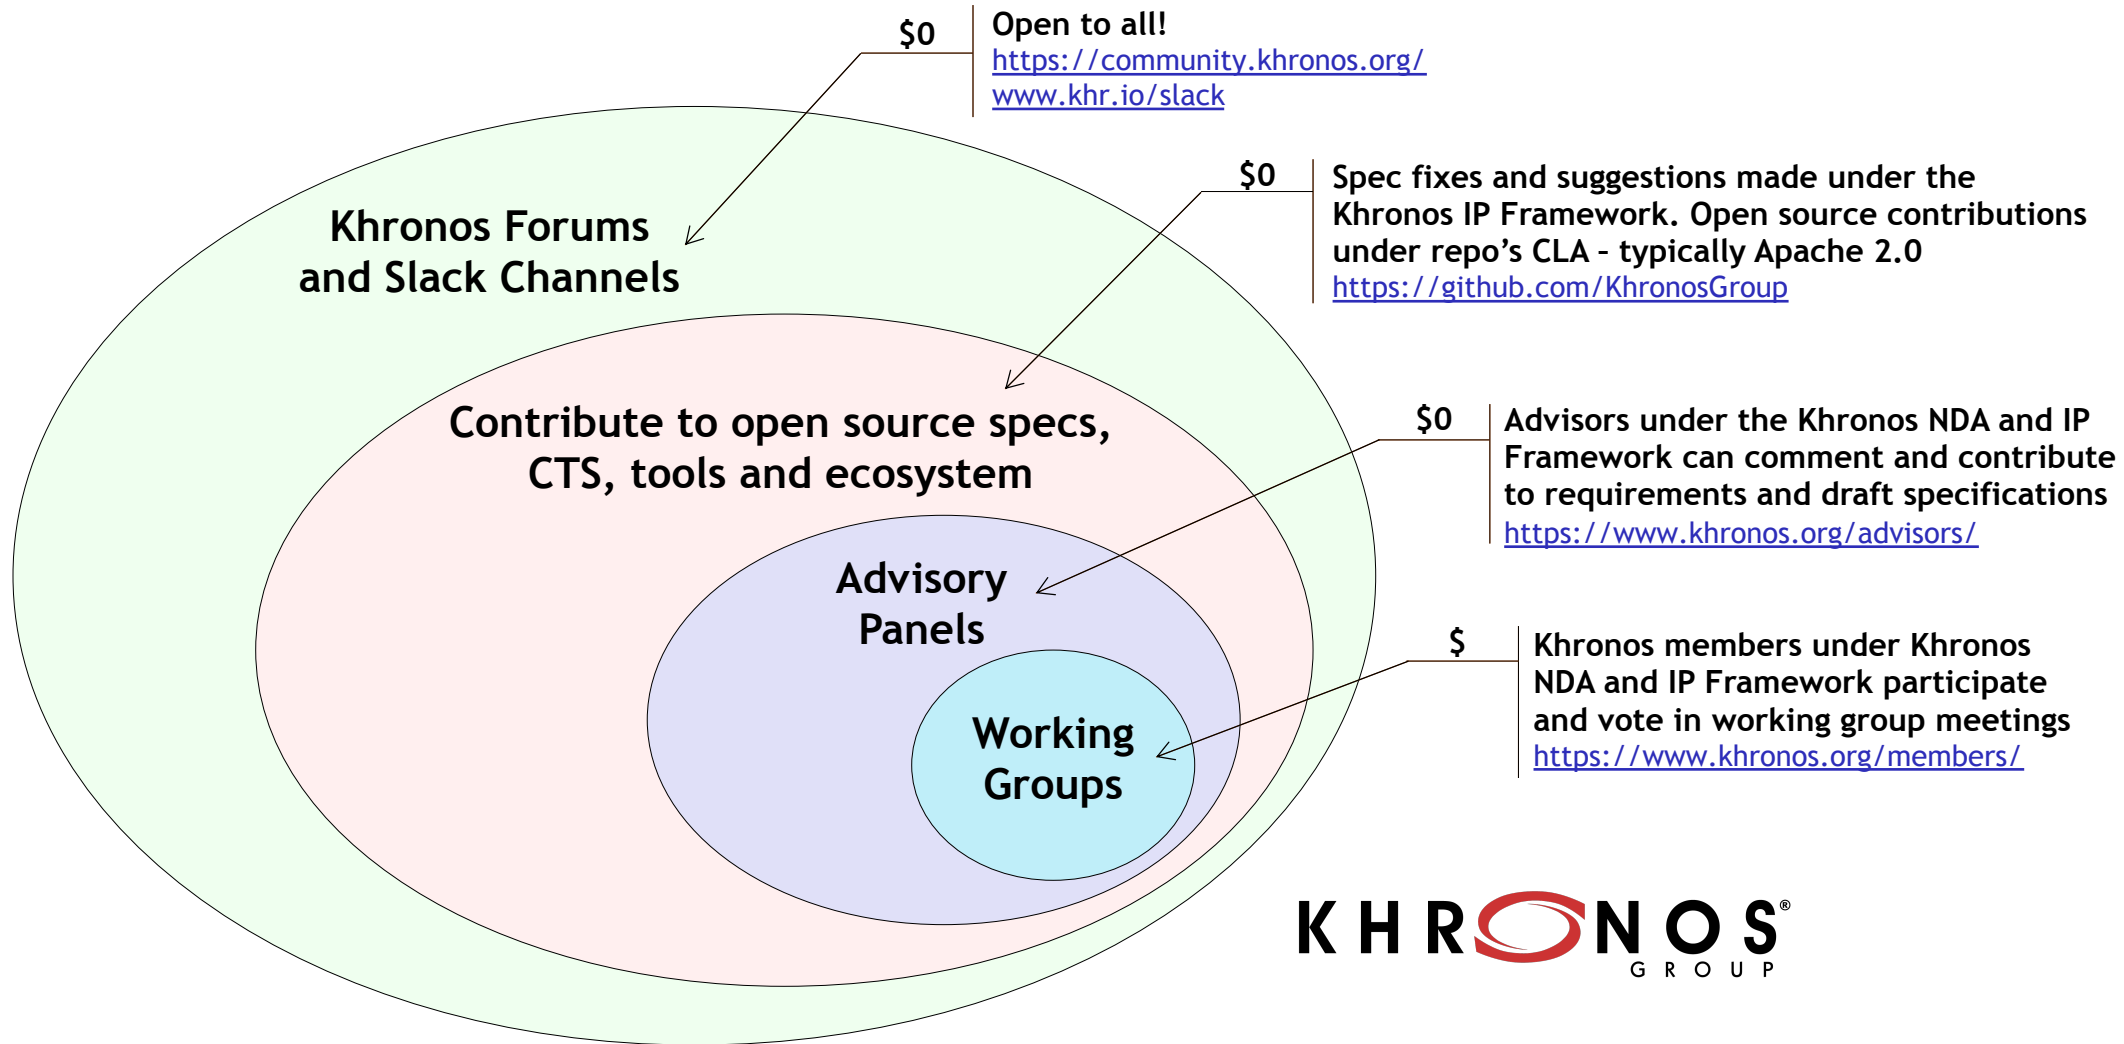 $0
Open to all!
https://community.khronos.org/
www.khr.io/slack
Khronos Forums
and Slack Channels
$0
Spec fixes and suggestions made under the
Khronos IP Framework. Open source contributions
under repo’s CLA – typically Apache 2.0
https://github.com/KhronosGroup
Contribute to open source specs,
CTS, tools and ecosystem
$0
Advisors under the Khronos NDA and IP
Framework can comment and contribute
to requirements and draft specifications
https://www.khronos.org/advisors/
Advisory
Panels
$
Khronos members under Khronos
NDA and IP Framework participate
and vote in working group meetings
https://www.khronos.org/members/
Working
Groups
KHRONOS®
GROUP